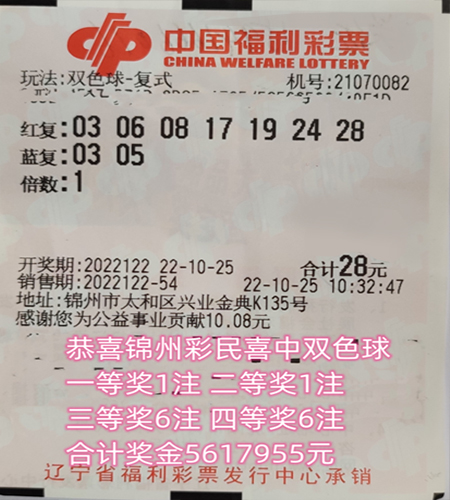 中国福利彩票
CHINA WELFARE LOTTERY
玩法:双色球-复式 机号:21070082
红复:03 06 08 17 19 24 28
蓝复:03 05
倍数:1
开奖期:2022122 22-10-25 合计28元
销售期:2022122-54 22-10-25 10:32:47
地址:锦州市太和区兴业金典K135号
感谢您为公益事业贡献10.08元
恭喜锦州彩民喜中双色球
一等奖1注 二等奖1注
三等奖6注 四等奖6注
合计奖金5617955元
辽宁省福利彩票发行中心承销